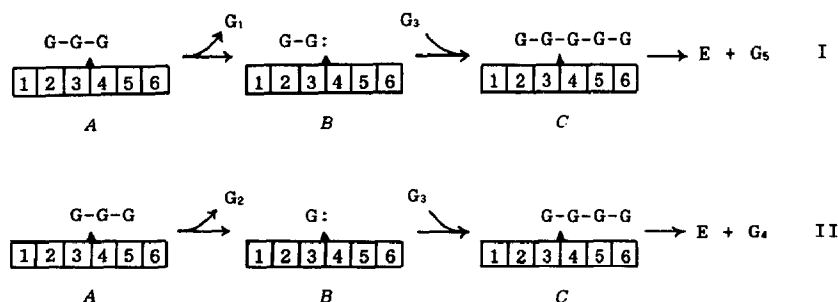 G₁ G₃
G-G-G G-G: G-G-G-G-G → E + G₅ I
1 2 3 4 5 6 1 2 3 4 5 6 1 2 3 4 5 6
A B C
G₂ G₃
G-G-G G: G-G-G-G → E + G₄ II
1 2 3 4 5 6 1 2 3 4 5 6 1 2 3 4 5 6
A B C